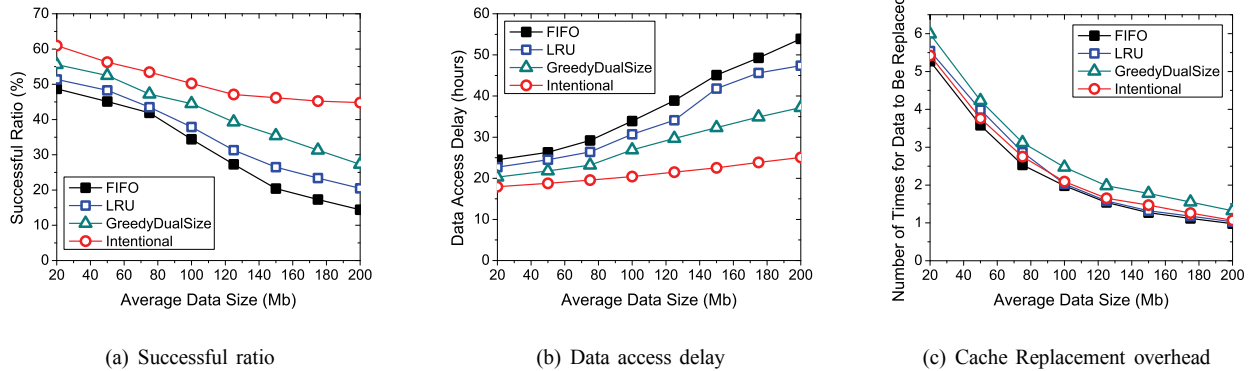 70
60
50
40
30
20
10
0
Successful Ratio (%)
FIFO
LRU
GreedyDualSize
Intentional
20 40 60 80 100 120 140 160 180 200
Average Data Size (Mb)
(a) Successful ratio
60
50
40
30
20
10
0
Data Access Delay (hours)
FIFO
LRU
GreedyDualSize
Intentional
20 40 60 80 100 120 140 160 180 200
Average Data Size (Mb)
(b) Data access delay
6
5
4
3
2
1
0
Number of Times for Data to Be Replaced
FIFO
LRU
GreedyDualSize
Intentional
20 40 60 80 100 120 140 160 180 200
Average Data Size (Mb)
(c) Cache Replacement overhead